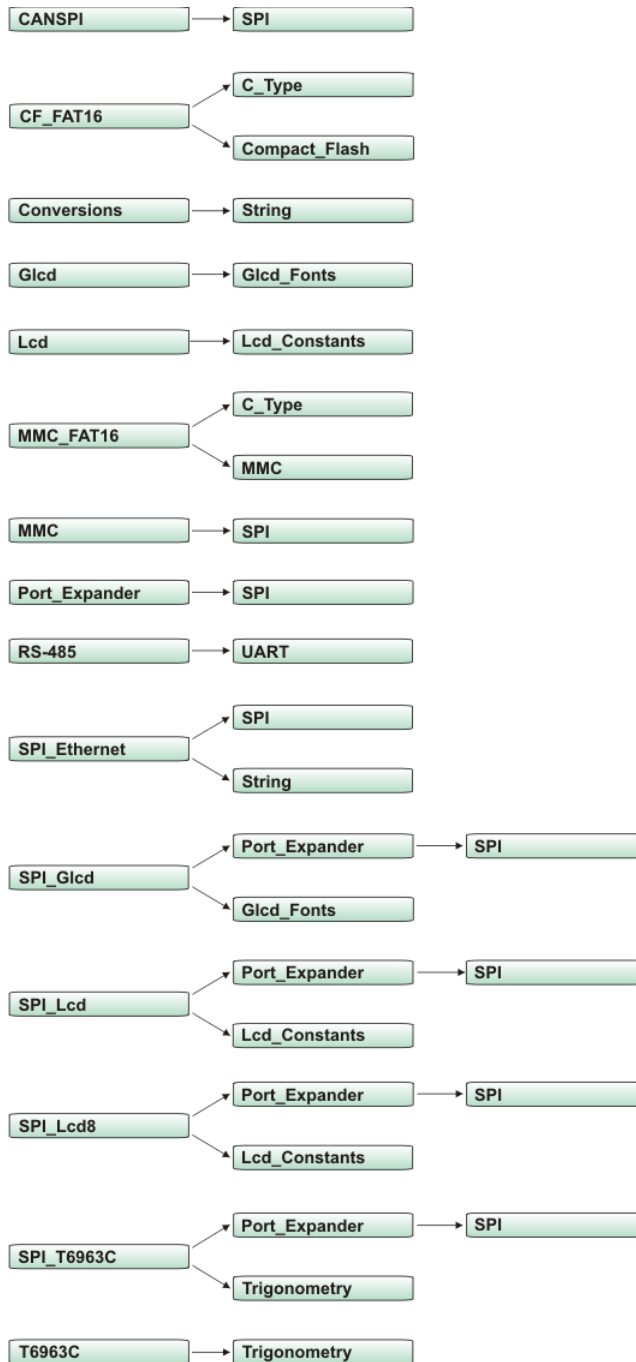 CANSPI SPI
C_Type
CF_FAT16
Compact_Flash
Conversions String
Glcd Glcd_Fonts
Lcd Lcd_Constants
C_Type
MMC_FAT16
MMC
MMC SPI
Port_Expander SPI
RS-485 UART
SPI
SPI_Ethernet
String
Port_Expander SPI
SPI_Glcd
Glcd_Fonts
Port_Expander SPI
SPI_Lcd
Lcd_Constants
Port_Expander SPI
SPI_Lcd8
Lcd_Constants
Port_Expander SPI
SPI_T6963C
Trigonometry
T6963C Trigonometry